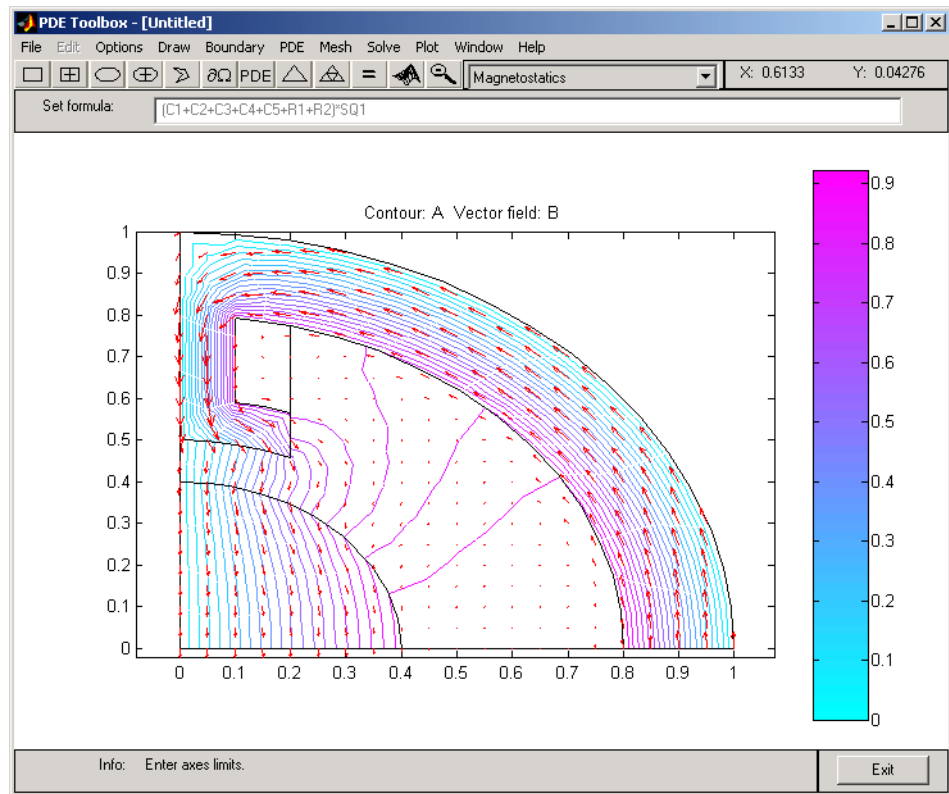 PDE Toolbox - [Untitled]
File Edit Options Draw Boundary PDE Mesh Solve Plot Window Help
∂Ω PDE = Magnetostatics X: 0.6133 Y: 0.04276
Set formula: (C1+C2+C3+C4+C5+R1+R2)*SQ1
Contour: A Vector field: B
1
0.9
0.8
0.7
0.6
0.5
0.4
0.3
0.2
0.1
0
0 0.1 0.2 0.3 0.4 0.5 0.6 0.7 0.8 0.9 1
0.9
0.8
0.7
0.6
0.5
0.4
0.3
0.2
0.1
0
Info: Enter axes limits.
Exit